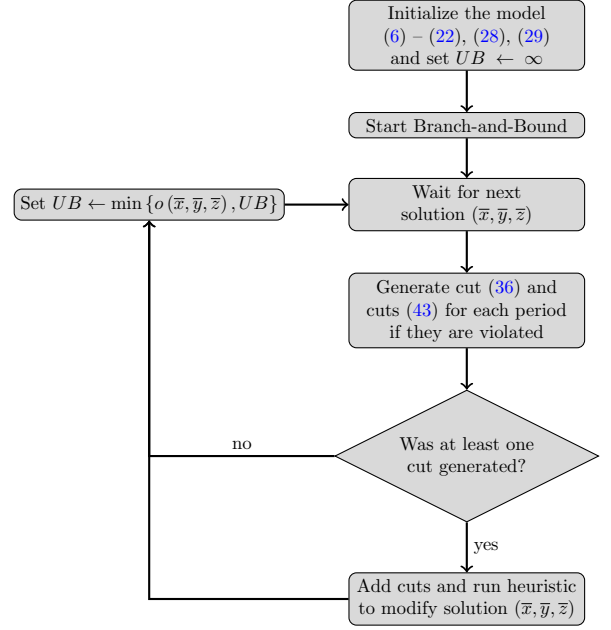 Initialize the model
(6) – (22), (28), (29)
and set UB ← ∞
Start Branch-and-Bound
Set UB ← min {o (x̅, y̅, z̅) , UB}
Wait for next
solution (x̅, y̅, z̅)
Generate cut (36) and
cuts (43) for each period
if they are violated
Was at least one
cut generated?
no
yes
Add cuts and run heuristic
to modify solution (x̅, y̅, z̅)